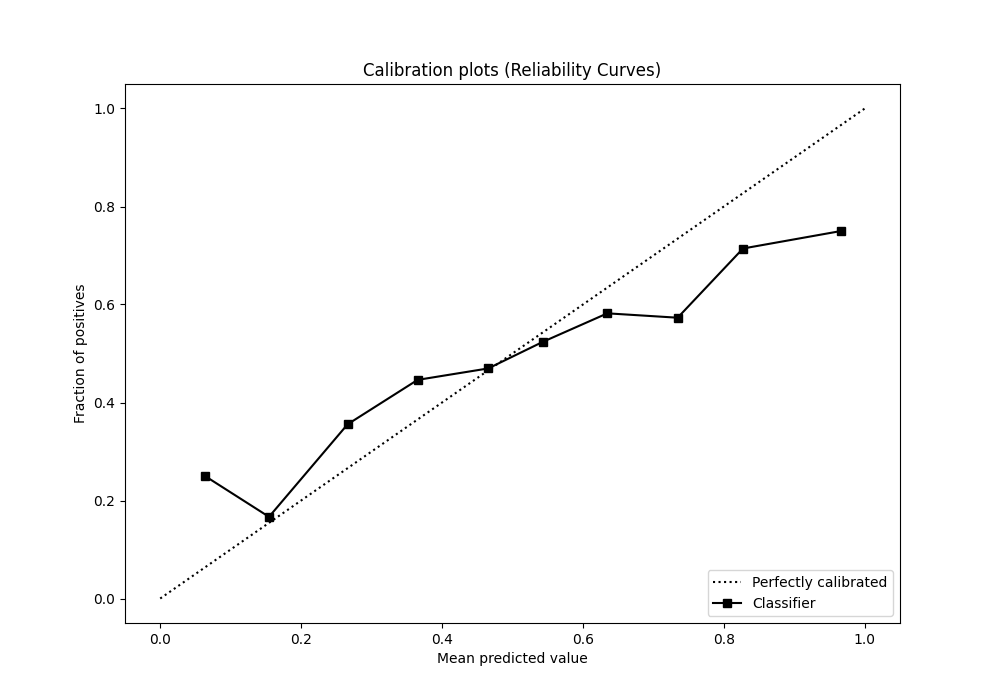 Calibration plots (Reliability Curves)
1.0
0.8
0.6
0.4
0.2
0.0
Fraction of positives
Perfectly calibrated
Classifier
0.0 0.2 0.4 0.6 0.8 1.0
Mean predicted value